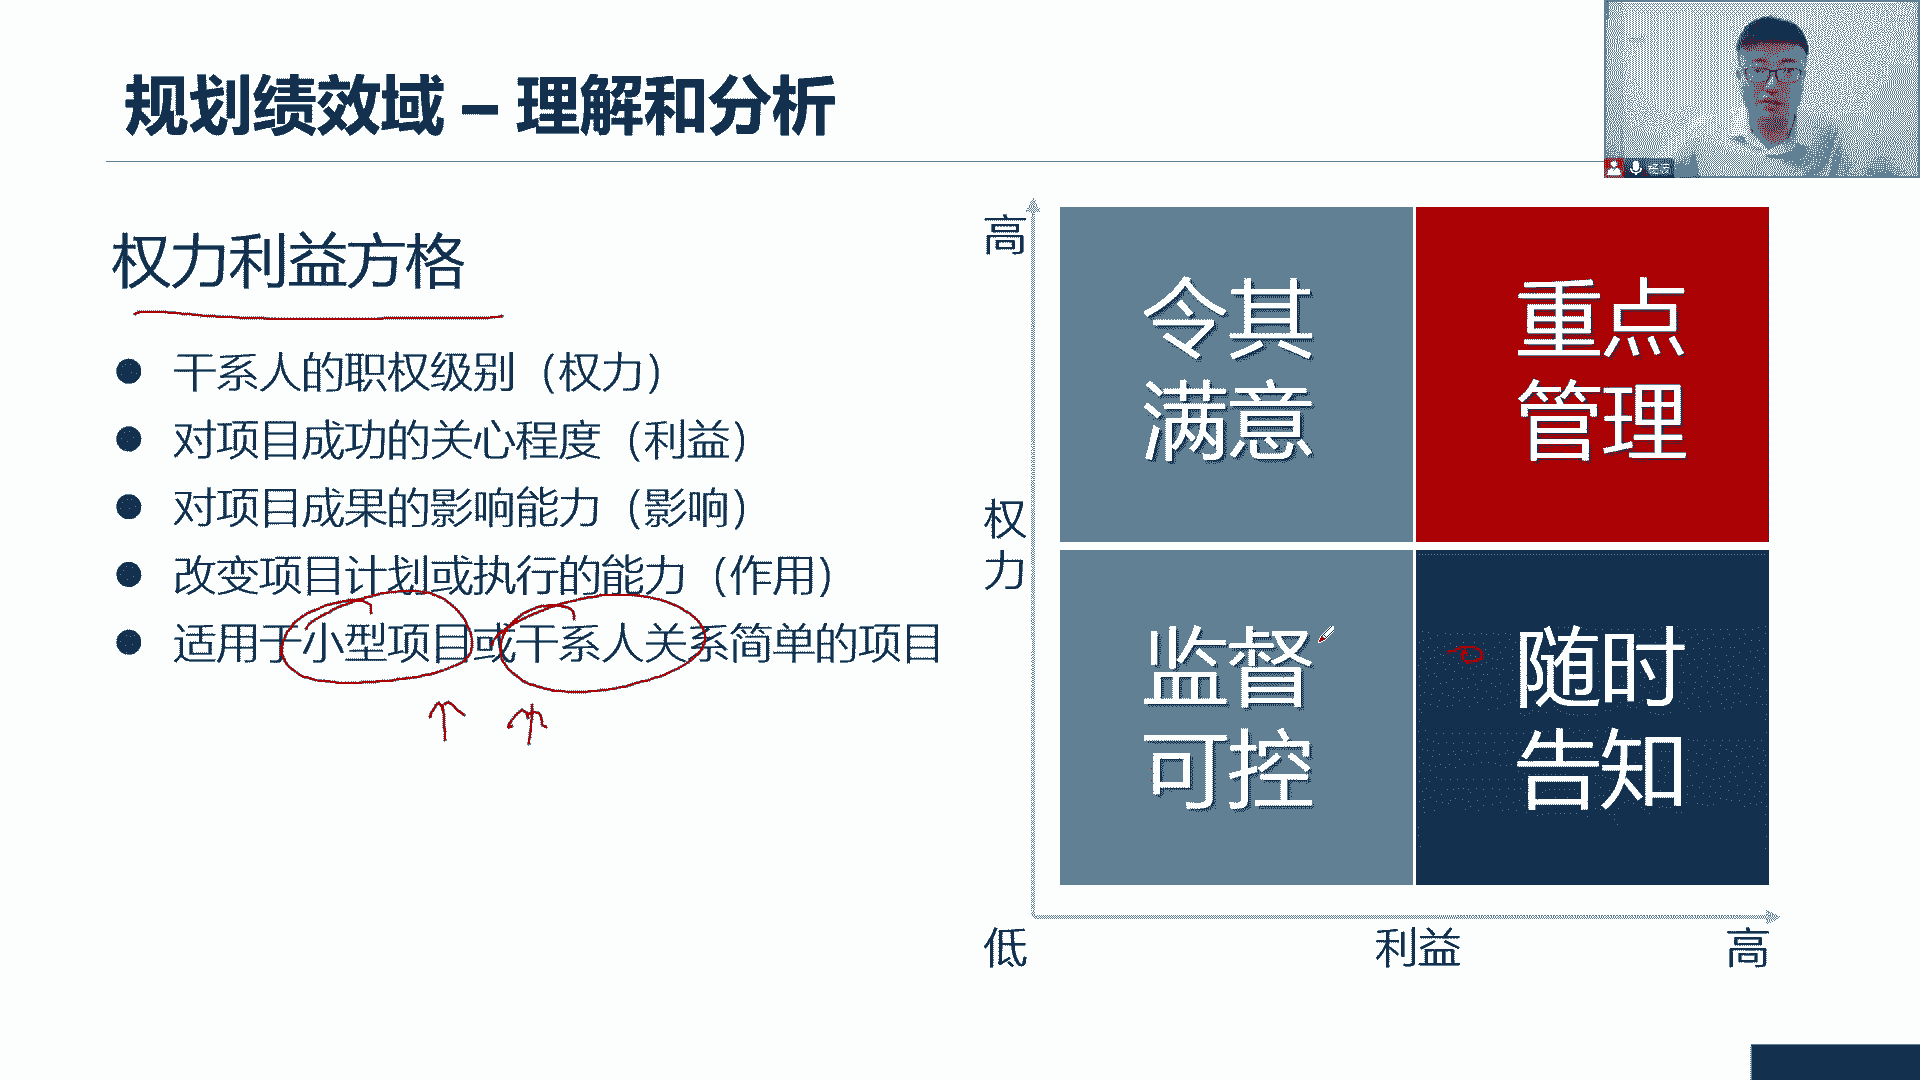 规划绩效域 – 理解和分析
权力利益方格
干系人的职权级别（权力）
对项目成功的关心程度（利益）
对项目成果的影响能力（影响）
改变项目计划或执行的能力（作用）
适用于小型项目或干系人关系简单的项目
高
令其
满意
重点
管理
权
力
监督
可控
随时
告知
低
利益
高